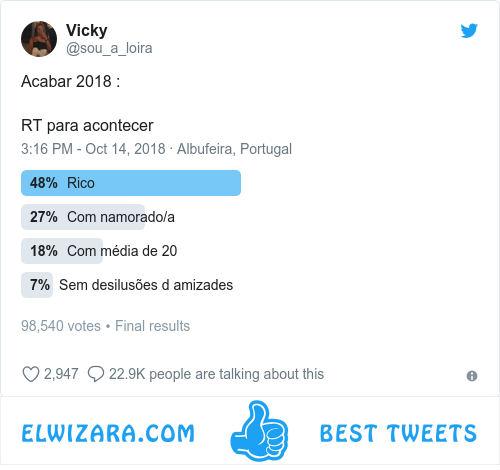 Vicky
@sou_a_loira
Acabar 2018 :
RT para acontecer
3:16 PM - Oct 14, 2018 · Albufeira, Portugal
48% Rico
27% Com namorado/a
18% Com média de 20
7% Sem desilusões d amizades
98,540 votes • Final results
2,947 22.9K people are talking about this
ELWIZARA.COM BEST TWEETS